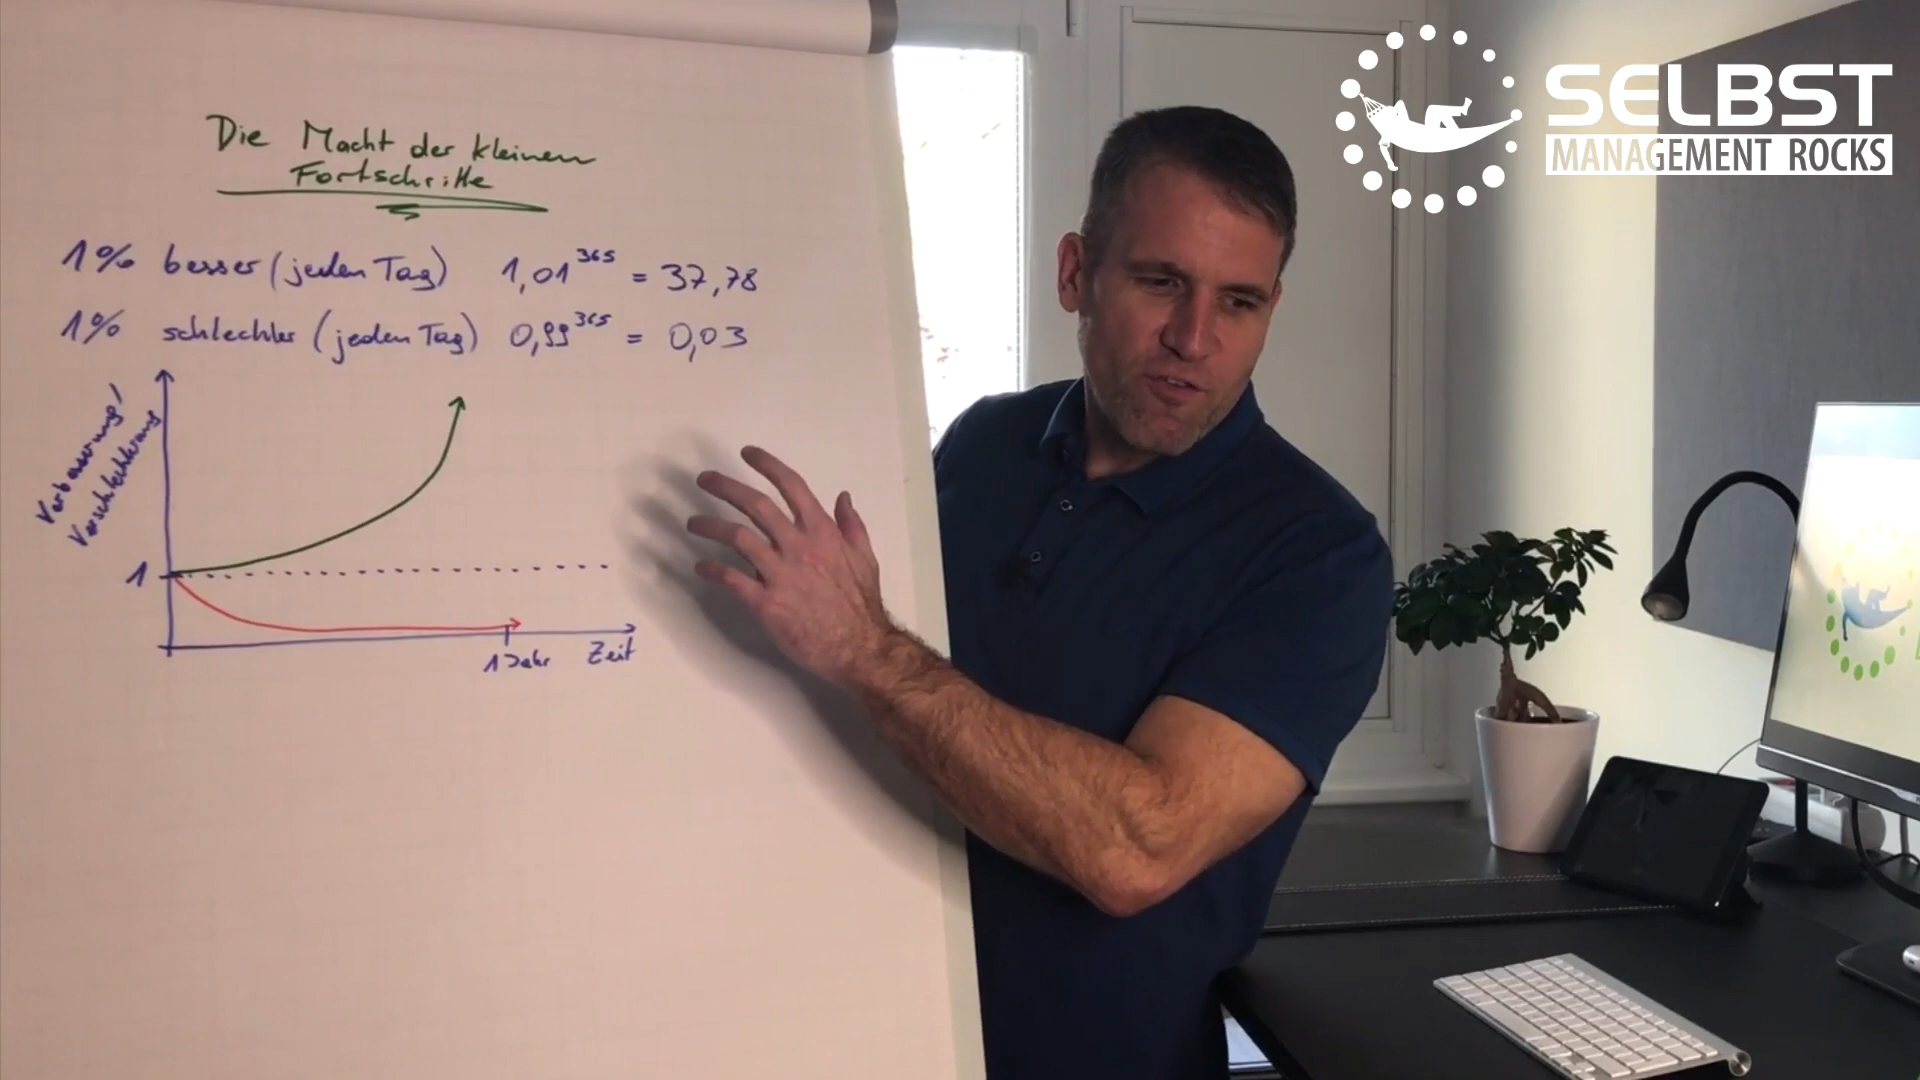 Die Macht der kleinen
Fortschritte
1% besser (jeden Tag) 1,01^365 = 37,78
1% schlechter (jeden Tag) 0,99^365 = 0,03
Verbesserung/
Verschlechterung
1
1 Jahr
Zeit
SELBST
MANAGEMENT ROCKS